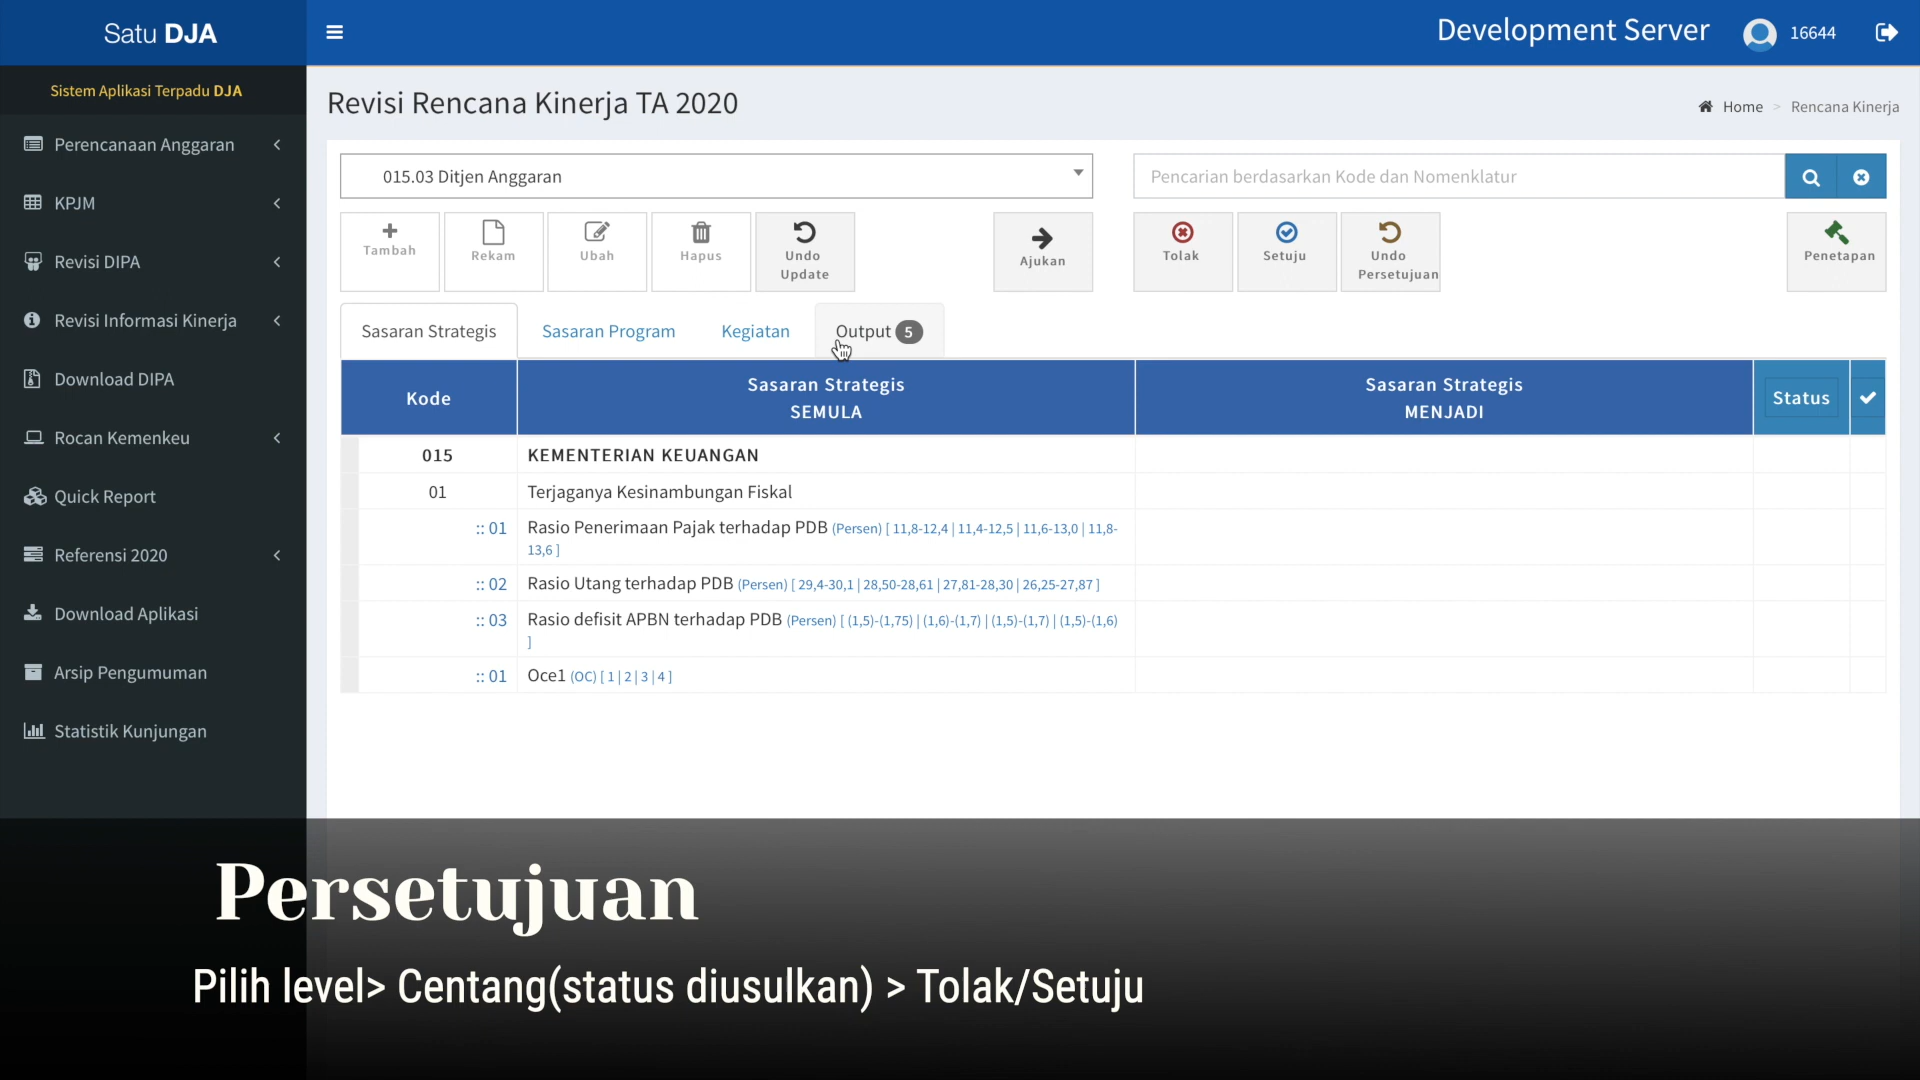 Satu DJA
Development Server
16644
Sistem Aplikasi Terpadu DJA
Perencanaan Anggaran
KPJM
Revisi DIPA
Revisi Informasi Kinerja
Download DIPA
Rocan Kemenkeu
Quick Report
Referensi 2020
Download Aplikasi
Arsip Pengumuman
Statistik Kunjungan
Revisi Rencana Kinerja TA 2020
Home > Rencana Kinerja
015.03 Ditjen Anggaran
Pencarian berdasarkan Kode dan Nomenklatur
Tambah
Rekam
Ubah
Hapus
Undo
Update
Ajukan
Tolak
Setuju
Undo
Persetujuan
Penetapan
Sasaran Strategis
Sasaran Program
Kegiatan
Output 5
Kode
Sasaran Strategis
SEMULA
Sasaran Strategis
MENJADI
Status
015 KEMENTERIAN KEUANGAN
01 Terjaganya Kesinambungan Fiskal
:: 01 Rasio Penerimaan Pajak terhadap PDB (Persen) [ 11,8-12,4 | 11,4-12,5 | 11,6-13,0 | 11,8-
13,6 ]
:: 02 Rasio Utang terhadap PDB (Persen) [ 29,4-30,1 | 28,50-28,61 | 27,81-28,30 | 26,25-27,87 ]
:: 03 Rasio defisit APBN terhadap PDB (Persen) [ (1,5)-(1,75) | (1,6)-(1,7) | (1,5)-(1,7) | (1,5)-(1,6)
]
:: 01 Oce1 (OC) [ 1 | 2 | 3 | 4 ]
Persetujuan
Pilih level> Centang(status diusulkan) > Tolak/Setuju